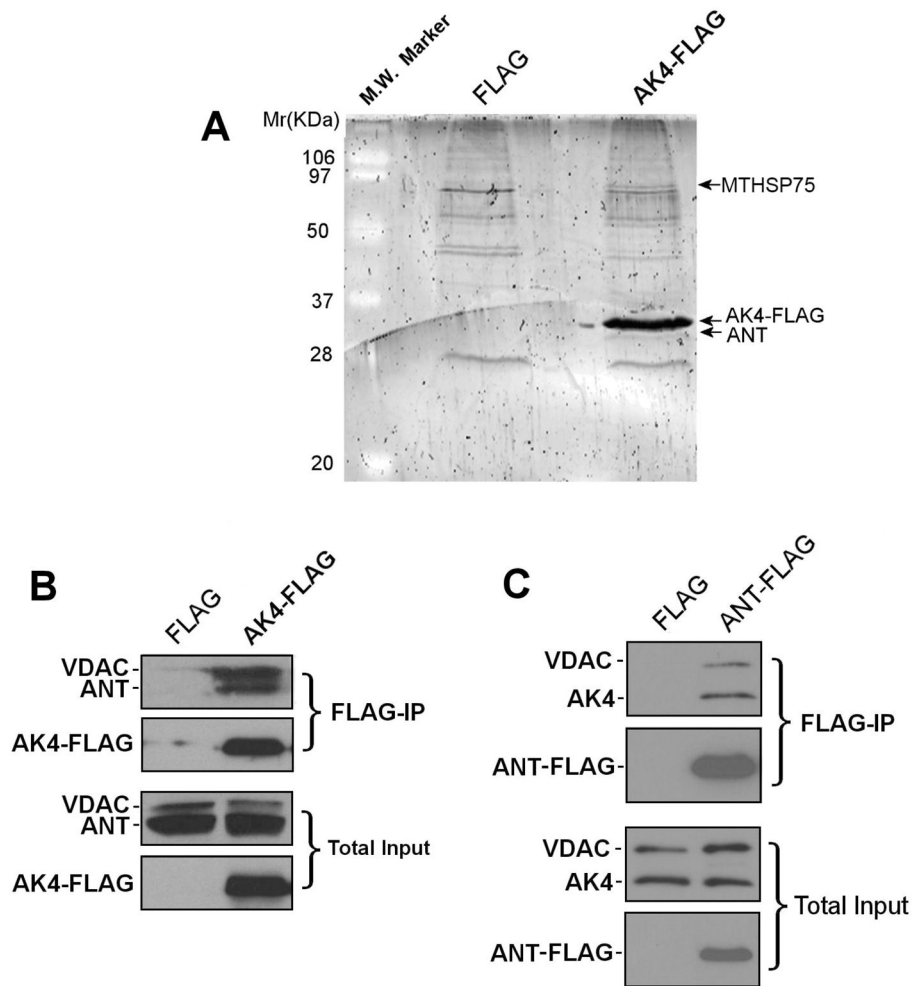 A
M.W. Marker
FLAG
AK4-FLAG
Mr(KDa)
106
97
50
37
28
20
MTHSP75
AK4-FLAG
ANT
B
FLAG
AK4-FLAG
VDAC-
ANT-
AK4-FLAG
FLAG-IP
VDAC-
ANT-
AK4-FLAG
Total Input
C
FLAG
ANT-FLAG
VDAC-
AK4-
ANT-FLAG-
FLAG-IP
VDAC-
AK4-
ANT-FLAG-
Total Input